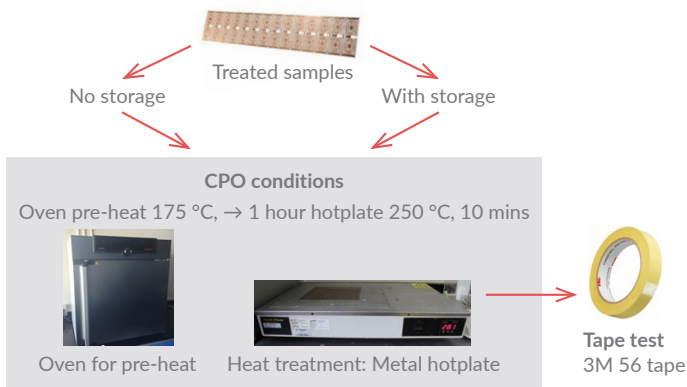 Treated samples
No storage
With storage
CPO conditions
Oven pre-heat 175 °C, → 1 hour hotplate 250 °C, 10 mins
Oven for pre-heat
Heat treatment: Metal hotplate
Tape test
3M 56 tape